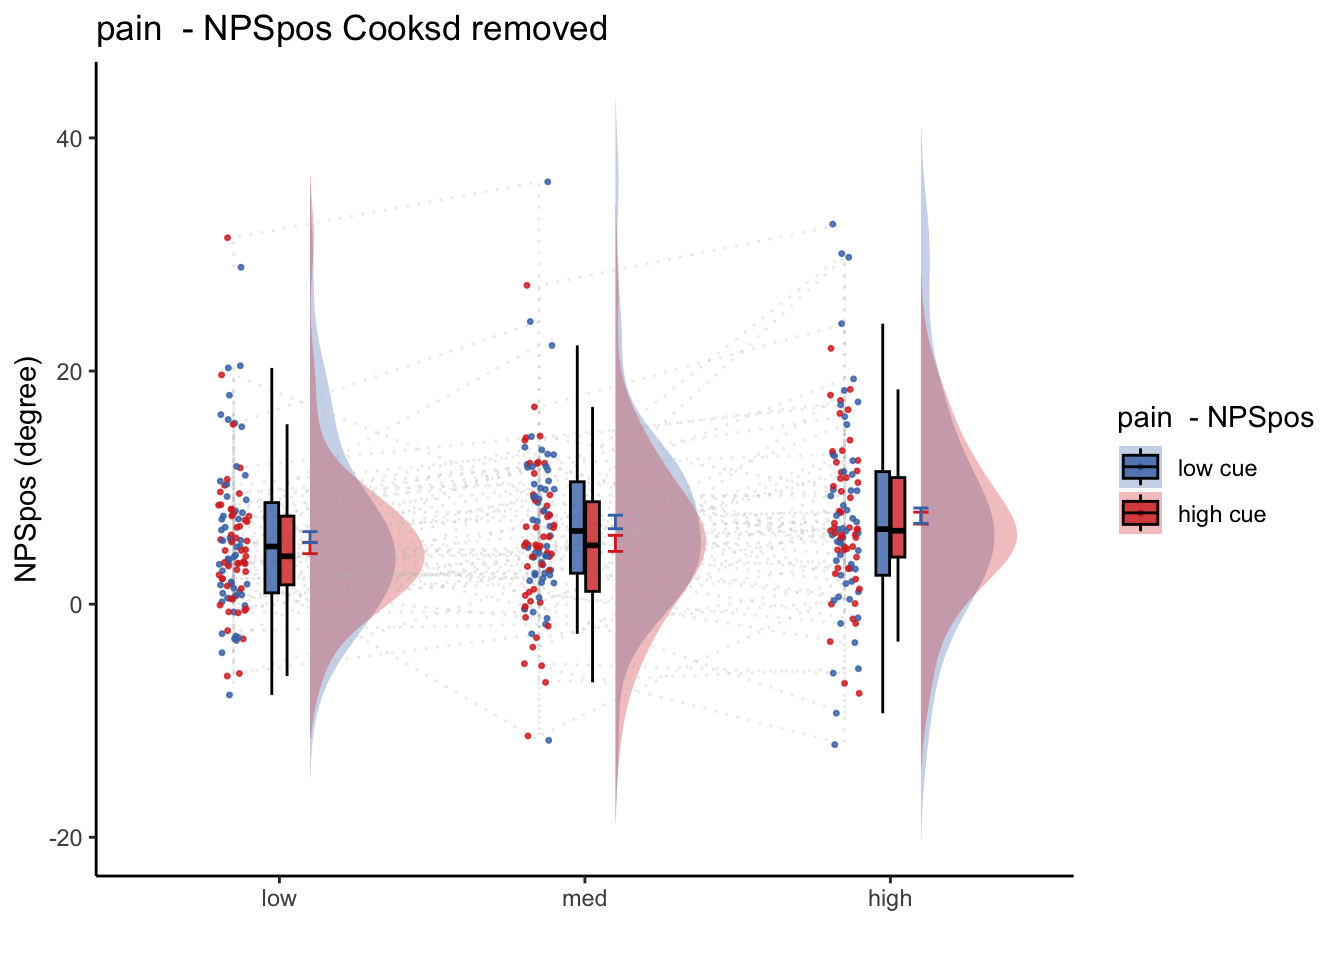 pain  - NPSpos Cooksd removed
NPSpos (degree)
40
20
0
-20
low
med
high
pain  - NPSpos
low cue
high cue